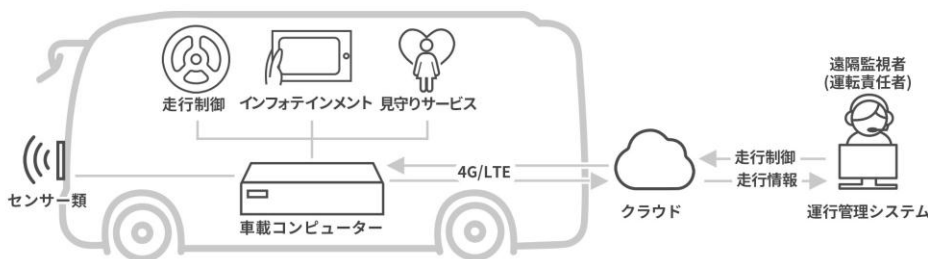 遠隔監視者
(運転責任者)
走行制御
インフォテインメント
見守りサービス
センサー類
車載コンピューター
4G/LTE
クラウド
走行制御
走行情報
運行管理システム